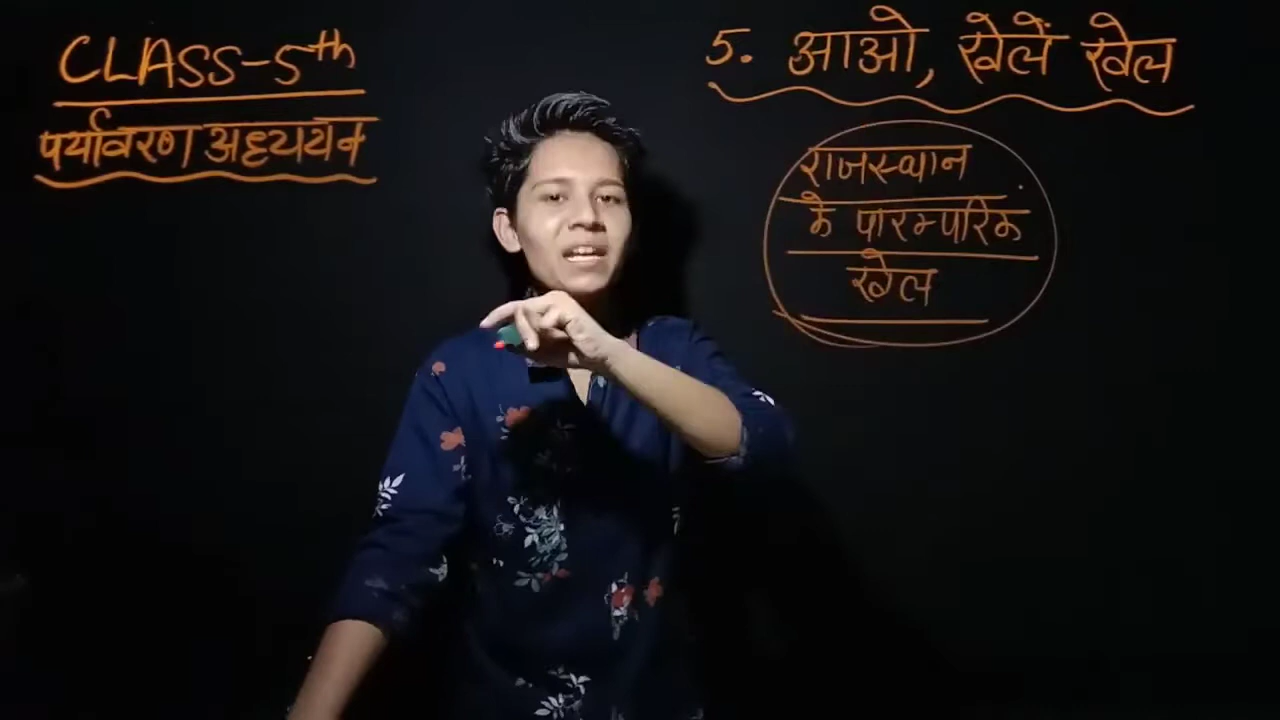 CLASS-5th
पर्यावरण अध्ययन
5. आओ, खेलें खेल
राजस्थान
के पारम्परिक
खेल